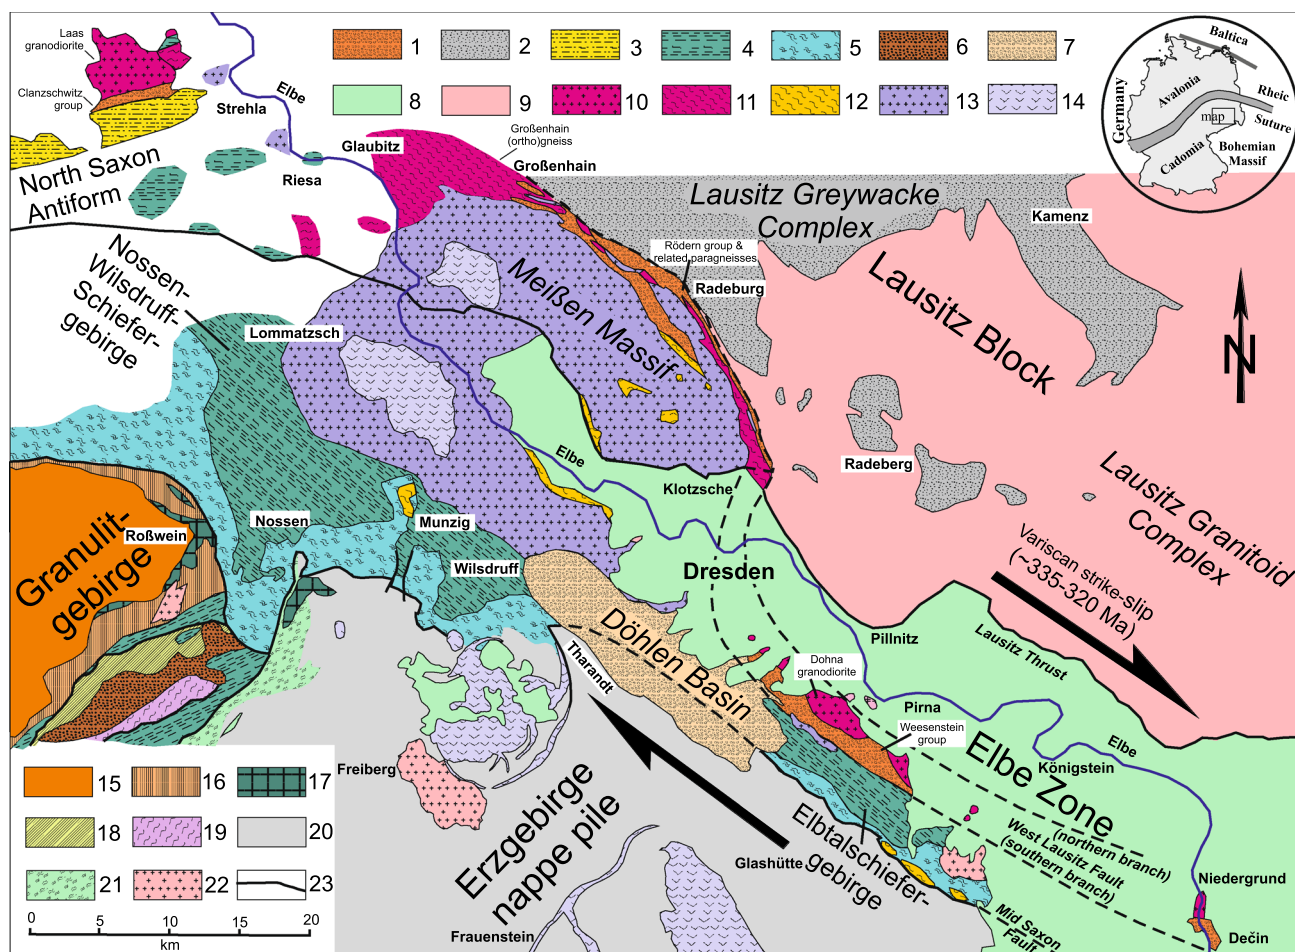 Laas
granodiorite
Clanzschwitz
group
Strehla
Elbe
1
2
3
4
5
6
7
8
9
10
11
12
13
14
Germany
Baltica
Avalonia
Rheic
Suture
map
Cadomia
Bohemian
Massif
North Saxon
Antiform
Riesa
Glaubitz
Großenhain
(ortho)gneiss
Großenhain
Lausitz Greywacke
Complex
Kamenz
Rödern group &
related paragneisses
Radeburg
Nossen-
Wilsdruff-
Schiefer-
gebirge
Lommatzsch
Meißen Massif
Lausitz Block
N
Elbe
Klotzsche
Radeberg
Lausitz Granitoid
Complex
Variscan strike-slip
(~335-320 Ma)
Granulit-
gebirge
Roßwein
Nossen
Munzig
Wilsdruff
Dresden
Döhlen Basin
Tharandt
Pillnitz
Lausitz Thrust
Dohna
granodiorite
Pirna
Weesenstein
group
Elbe
Königstein
Elbe Zone
Freiberg
Erzgebirge
nappe pile
Elbtalschiefer-
gebirge
Glashütte
(northern branch)
West Lausitz Fault
(southern branch)
Niedergrund
Dečin
Mid Saxon
Fault
Frauenstein
15
16
17
18
19
20
21
22
23
0 5 10 15 20
km